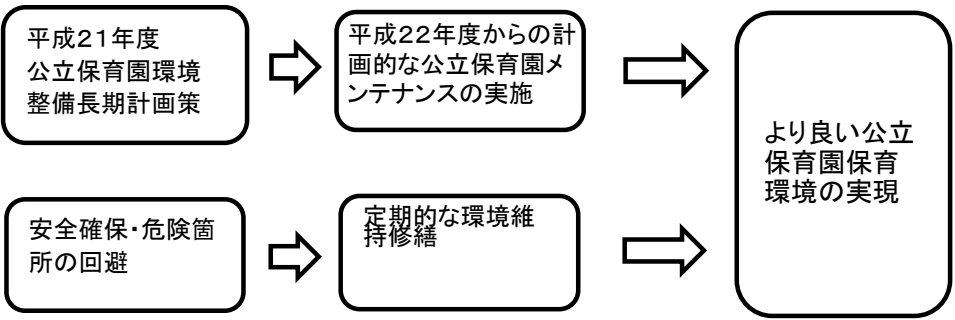 平成21年度
公立保育園環境
整備長期計画策
平成22年度からの計
画的な公立保育園メ
ンテナンスの実施
より良い公立
保育園保育
環境の実現
安全確保・危険箇
所の回避
定期的な環境維
持修繕